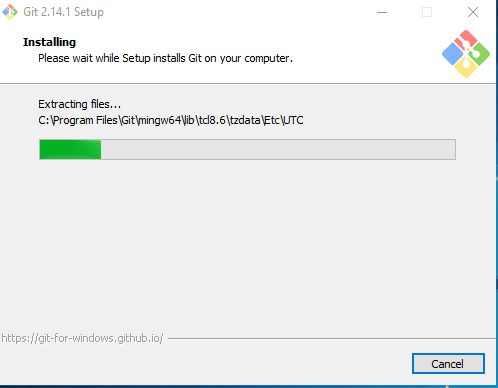 Git 2.14.1 Setup
Installing
Please wait while Setup installs Git on your computer.
Extracting files...
C:\Program Files\Git\mingw64\lib\tcl8.6\tzdata\Etc\UTC
https://git-for-windows.github.io/
Cancel